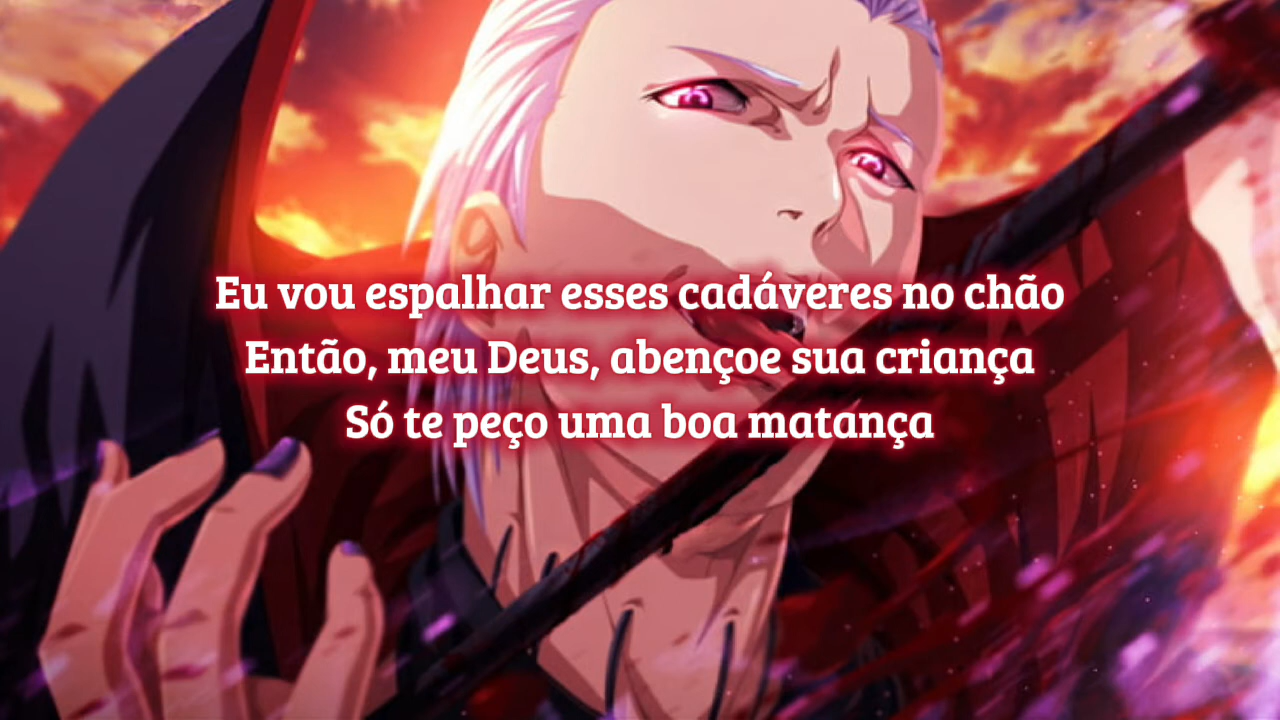 Eu vou espalhar esses cadáveres no chão
Então, meu Deus, abençoe sua criança
Só te peço uma boa matança